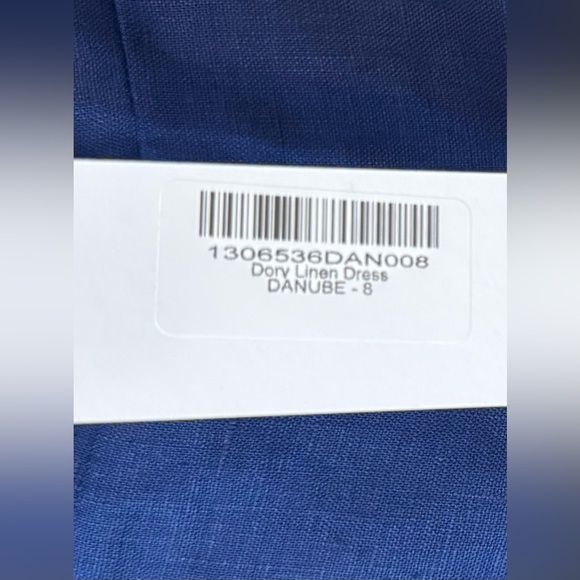 1306536DAN008
Dory Linen Dress
DANUBE - 8